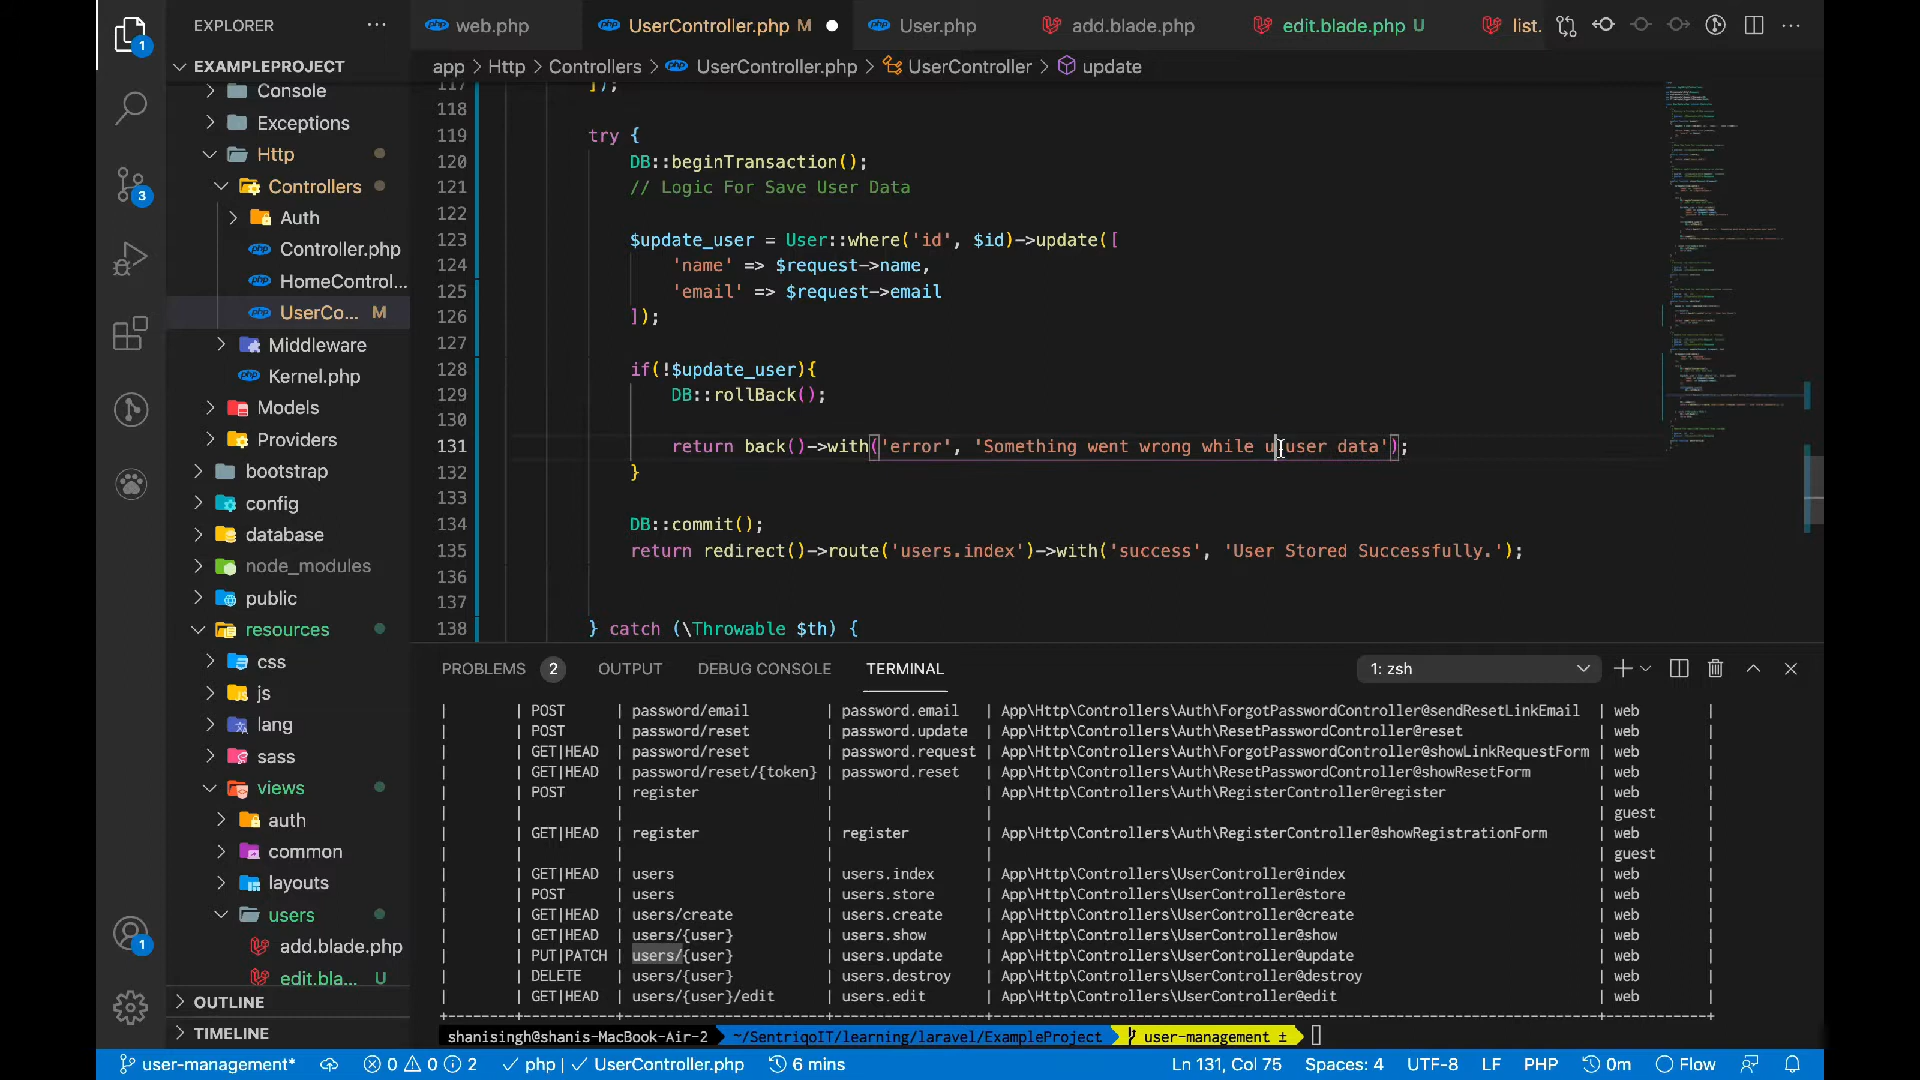 EXPLORER
web.php
UserController.php M
User.php
add.blade.php
edit.blade.php U
list.
EXAMPLEPROJECT
app > Http > Controllers > UserController.php > UserController > update
Console
Exceptions
Http
Controllers
Auth
Controller.php
HomeControl...
UserCo... M
Middleware
Kernel.php
Models
Providers
bootstrap
config
database
node_modules
public
resources
css
js
lang
sass
views
auth
common
layouts
users
add.blade.php
edit.bla... U
OUTLINE
TIMELINE
117 ]);
118
119 try {
120 DB::beginTransaction();
121 // Logic For Save User Data
122
123 $update_user = User::where('id', $id)->update([
124 'name' => $request->name,
125 'email' => $request->email
126 ]);
127
128 if(!$update_user){
129 DB::rollBack();
130
131 return back()->with('error', 'Something went wrong while u user data');
132 }
133
134 DB::commit();
135 return redirect()->route('users.index')->with('success', 'User Stored Successfully.');
136
137
138 } catch (\Throwable $th) {
PROBLEMS 2 OUTPUT DEBUG CONSOLE TERMINAL
1: zsh
| | POST | password/email | password.email | App\Http\Controllers\Auth\ForgotPasswordController@sendResetLinkEmail | web |
| | POST | password/reset | password.update | App\Http\Controllers\Auth\ResetPasswordController@reset | web |
| | GET|HEAD | password/reset | password.request | App\Http\Controllers\Auth\ForgotPasswordController@showLinkRequestForm | web |
| | GET|HEAD | password/reset/{token} | password.reset | App\Http\Controllers\Auth\ResetPasswordController@showResetForm | web |
| | POST | register | | App\Http\Controllers\Auth\RegisterController@register | web |
| | | | | | guest |
| | GET|HEAD | register | register | App\Http\Controllers\Auth\RegisterController@showRegistrationForm | web |
| | | | | | guest |
| | GET|HEAD | users | users.index | App\Http\Controllers\UserController@index | web |
| | POST | users | users.store | App\Http\Controllers\UserController@store | web |
| | GET|HEAD | users/create | users.create | App\Http\Controllers\UserController@create | web |
| | GET|HEAD | users/{user} | users.show | App\Http\Controllers\UserController@show | web |
| | PUT|PATCH | users/{user} | users.update | App\Http\Controllers\UserController@update | web |
| | DELETE | users/{user} | users.destroy | App\Http\Controllers\UserController@destroy | web |
| | GET|HEAD | users/{user}/edit | users.edit | App\Http\Controllers\UserController@edit | web |
shanisingh@shanis-MacBook-Air-2 ~/SentriqoIT/learning/laravel/ExampleProject user-management ±
1
3
1
user-management* 0 0 2 php UserController.php 6 mins Ln 131, Col 75 Spaces: 4 UTF-8 LF PHP 0m Flow